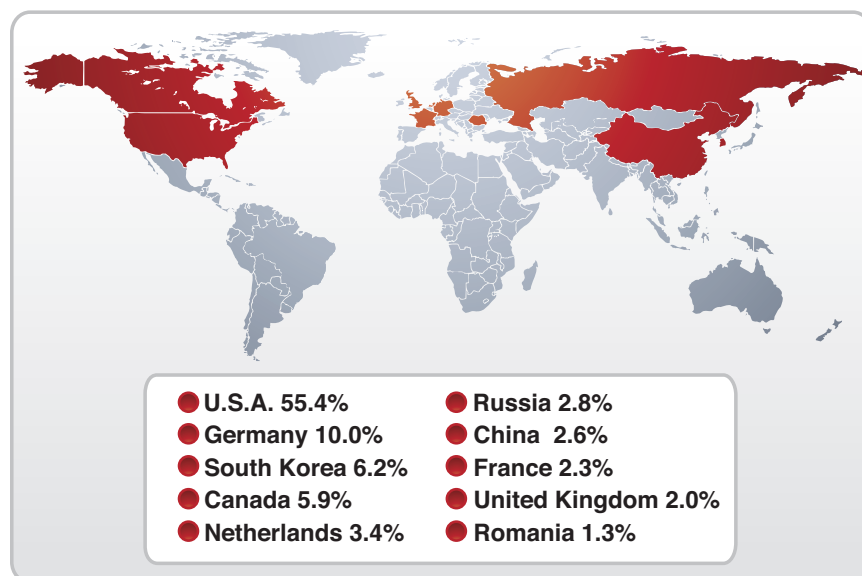 U.S.A. 55.4%
Germany 10.0%
South Korea 6.2%
Canada 5.9%
Netherlands 3.4%
Russia 2.8%
China 2.6%
France 2.3%
United Kingdom 2.0%
Romania 1.3%